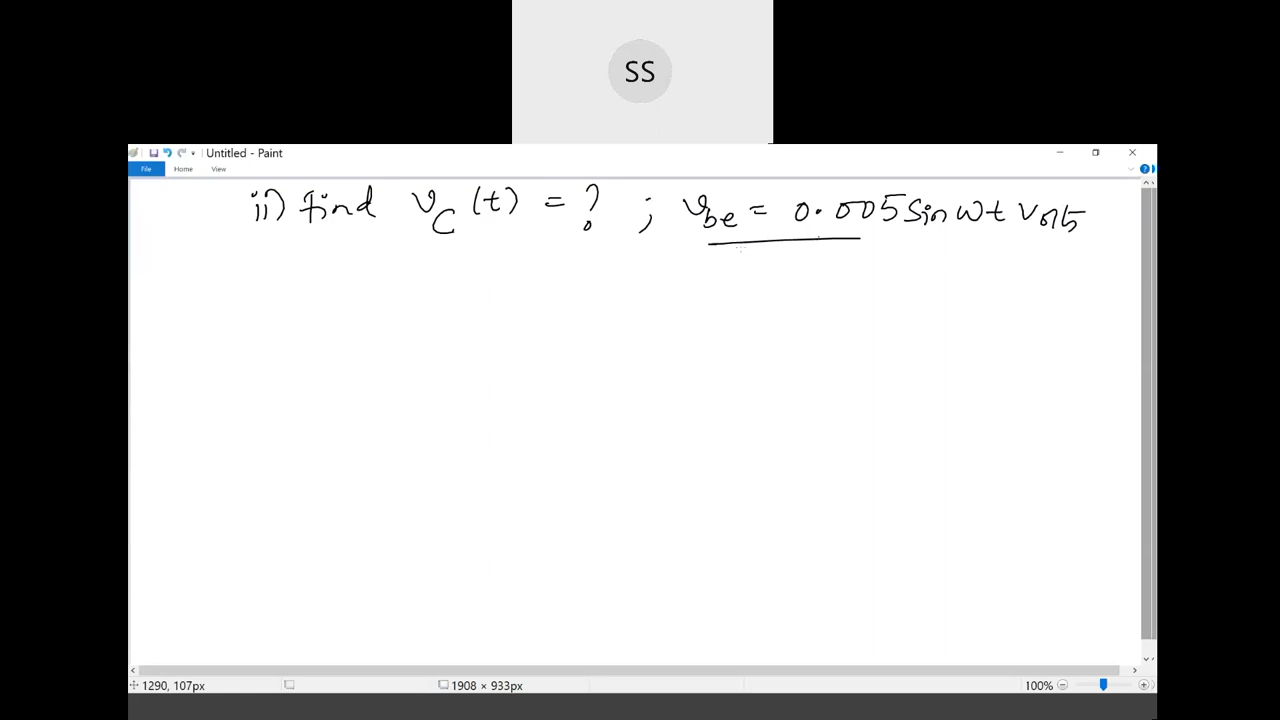 SS
Untitled - Paint
File Home View
ii) find v_C (t) = ? ; v_be = 0.005 sin ωt volts
1290, 107px 1908 × 933px 100%